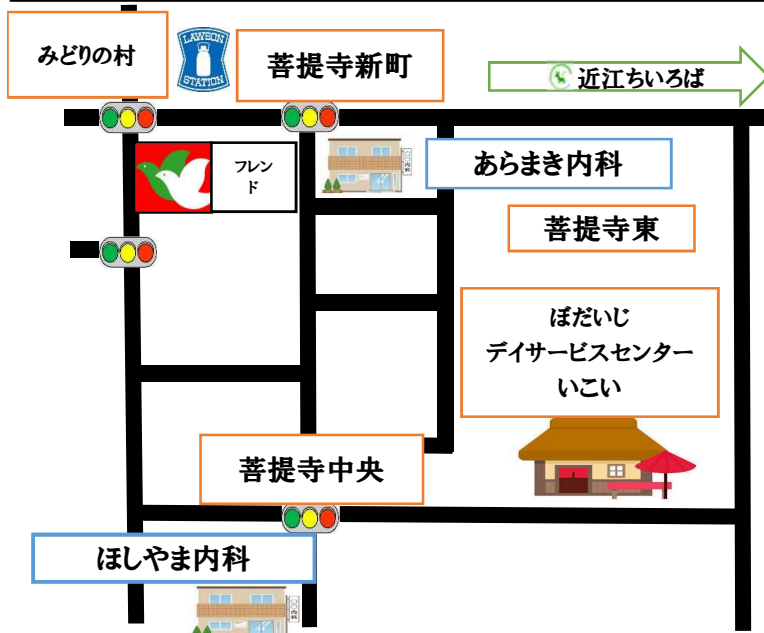 みどりの村
LAWSON
STATION
菩提寺新町
近江ちいろば
フレン
ド
あらまき内科
菩提寺東
ぼだいじ
デイサービスセンター
いこい
菩提寺中央
ほしやま内科